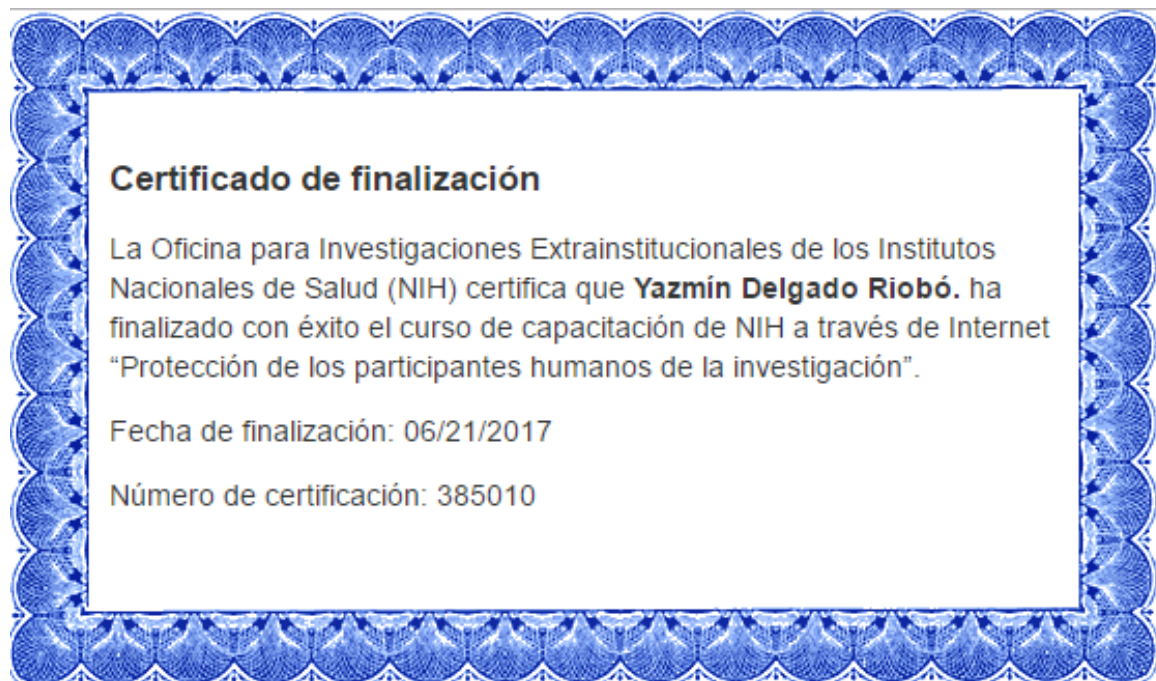 Certificado de finalización
La Oficina para Investigaciones Extrainstitucionales de los Institutos
Nacionales de Salud (NIH) certifica que Yazmín Delgado Riobó. ha
finalizado con éxito el curso de capacitación de NIH a través de Internet
“Protección de los participantes humanos de la investigación”.
Fecha de finalización: 06/21/2017
Número de certificación: 385010